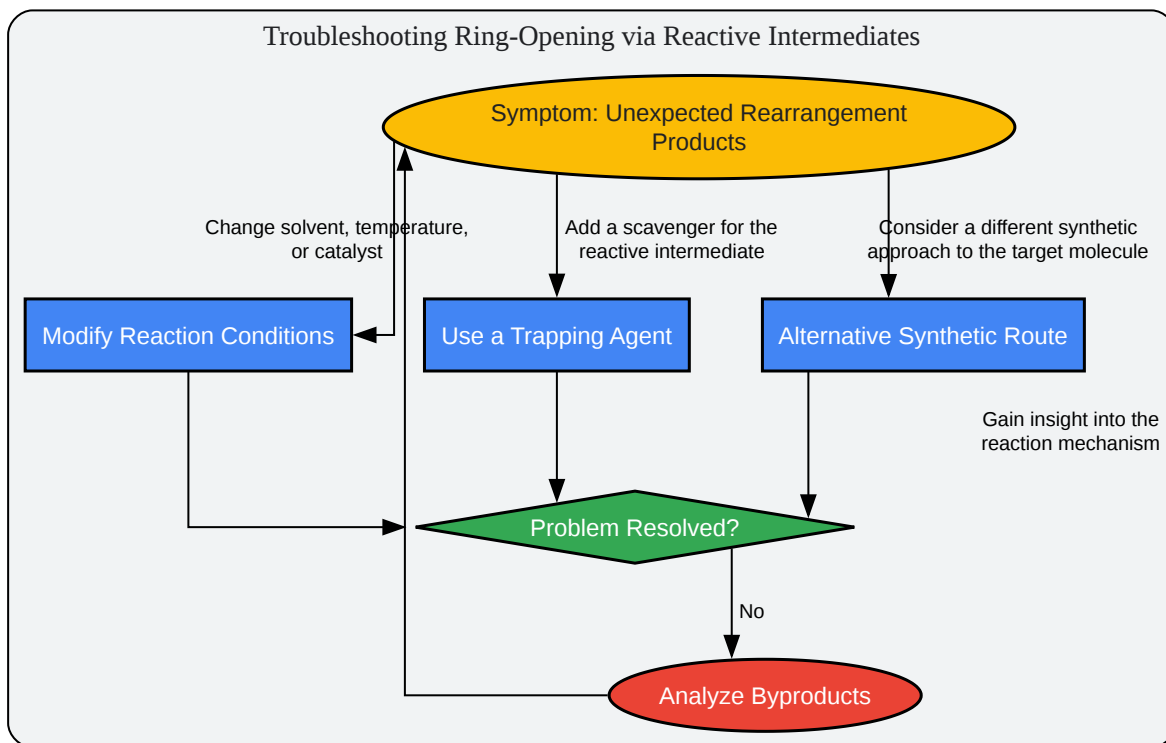 Troubleshooting Ring-Opening via Reactive Intermediates
Symptom: Unexpected Rearrangement
Products
Change solvent, temperature,
or catalyst
Add a scavenger for the
reactive intermediate
Consider a different synthetic
approach to the target molecule
Modify Reaction Conditions
Use a Trapping Agent
Alternative Synthetic Route
Gain insight into the
reaction mechanism
Problem Resolved?
No
Analyze Byproducts